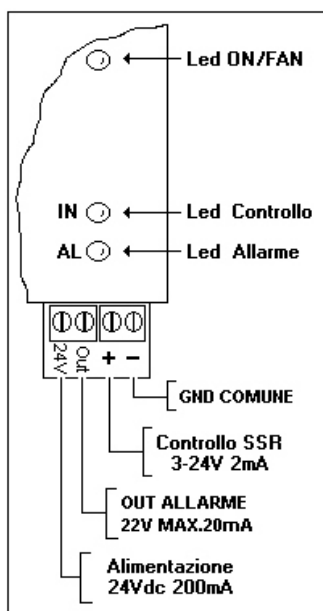 Led ON/FAN
IN Led Controllo
AL Led Allarme
24V Out + -
GND COMUNE
Controllo SSR
3-24V 2mA
OUT ALLARME
22V MAX.20mA
Alimentazione
24Vdc 200mA